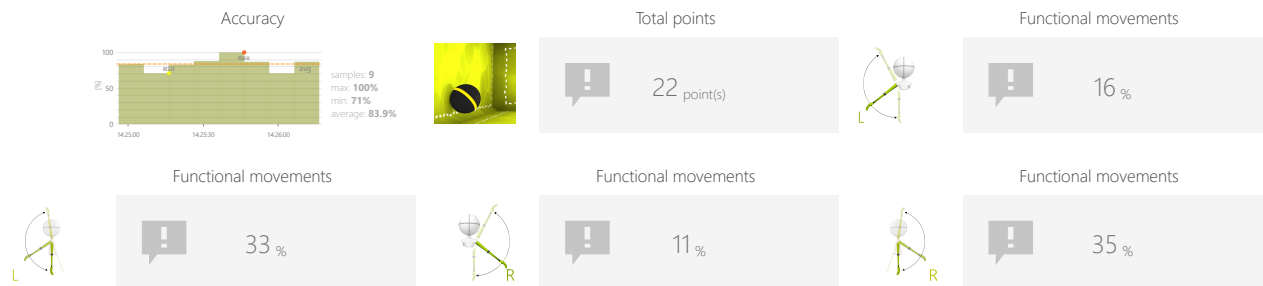 Accuracy
100
50
0
[%]
min
max
avg
14:25:00
14:25:30
14:26:00
samples: 9
max: 100%
min: 71%
average: 83.9%
Total points
22 point(s)
Functional movements
L
16 %
Functional movements
L
33 %
Functional movements
R
11 %
Functional movements
R
35 %